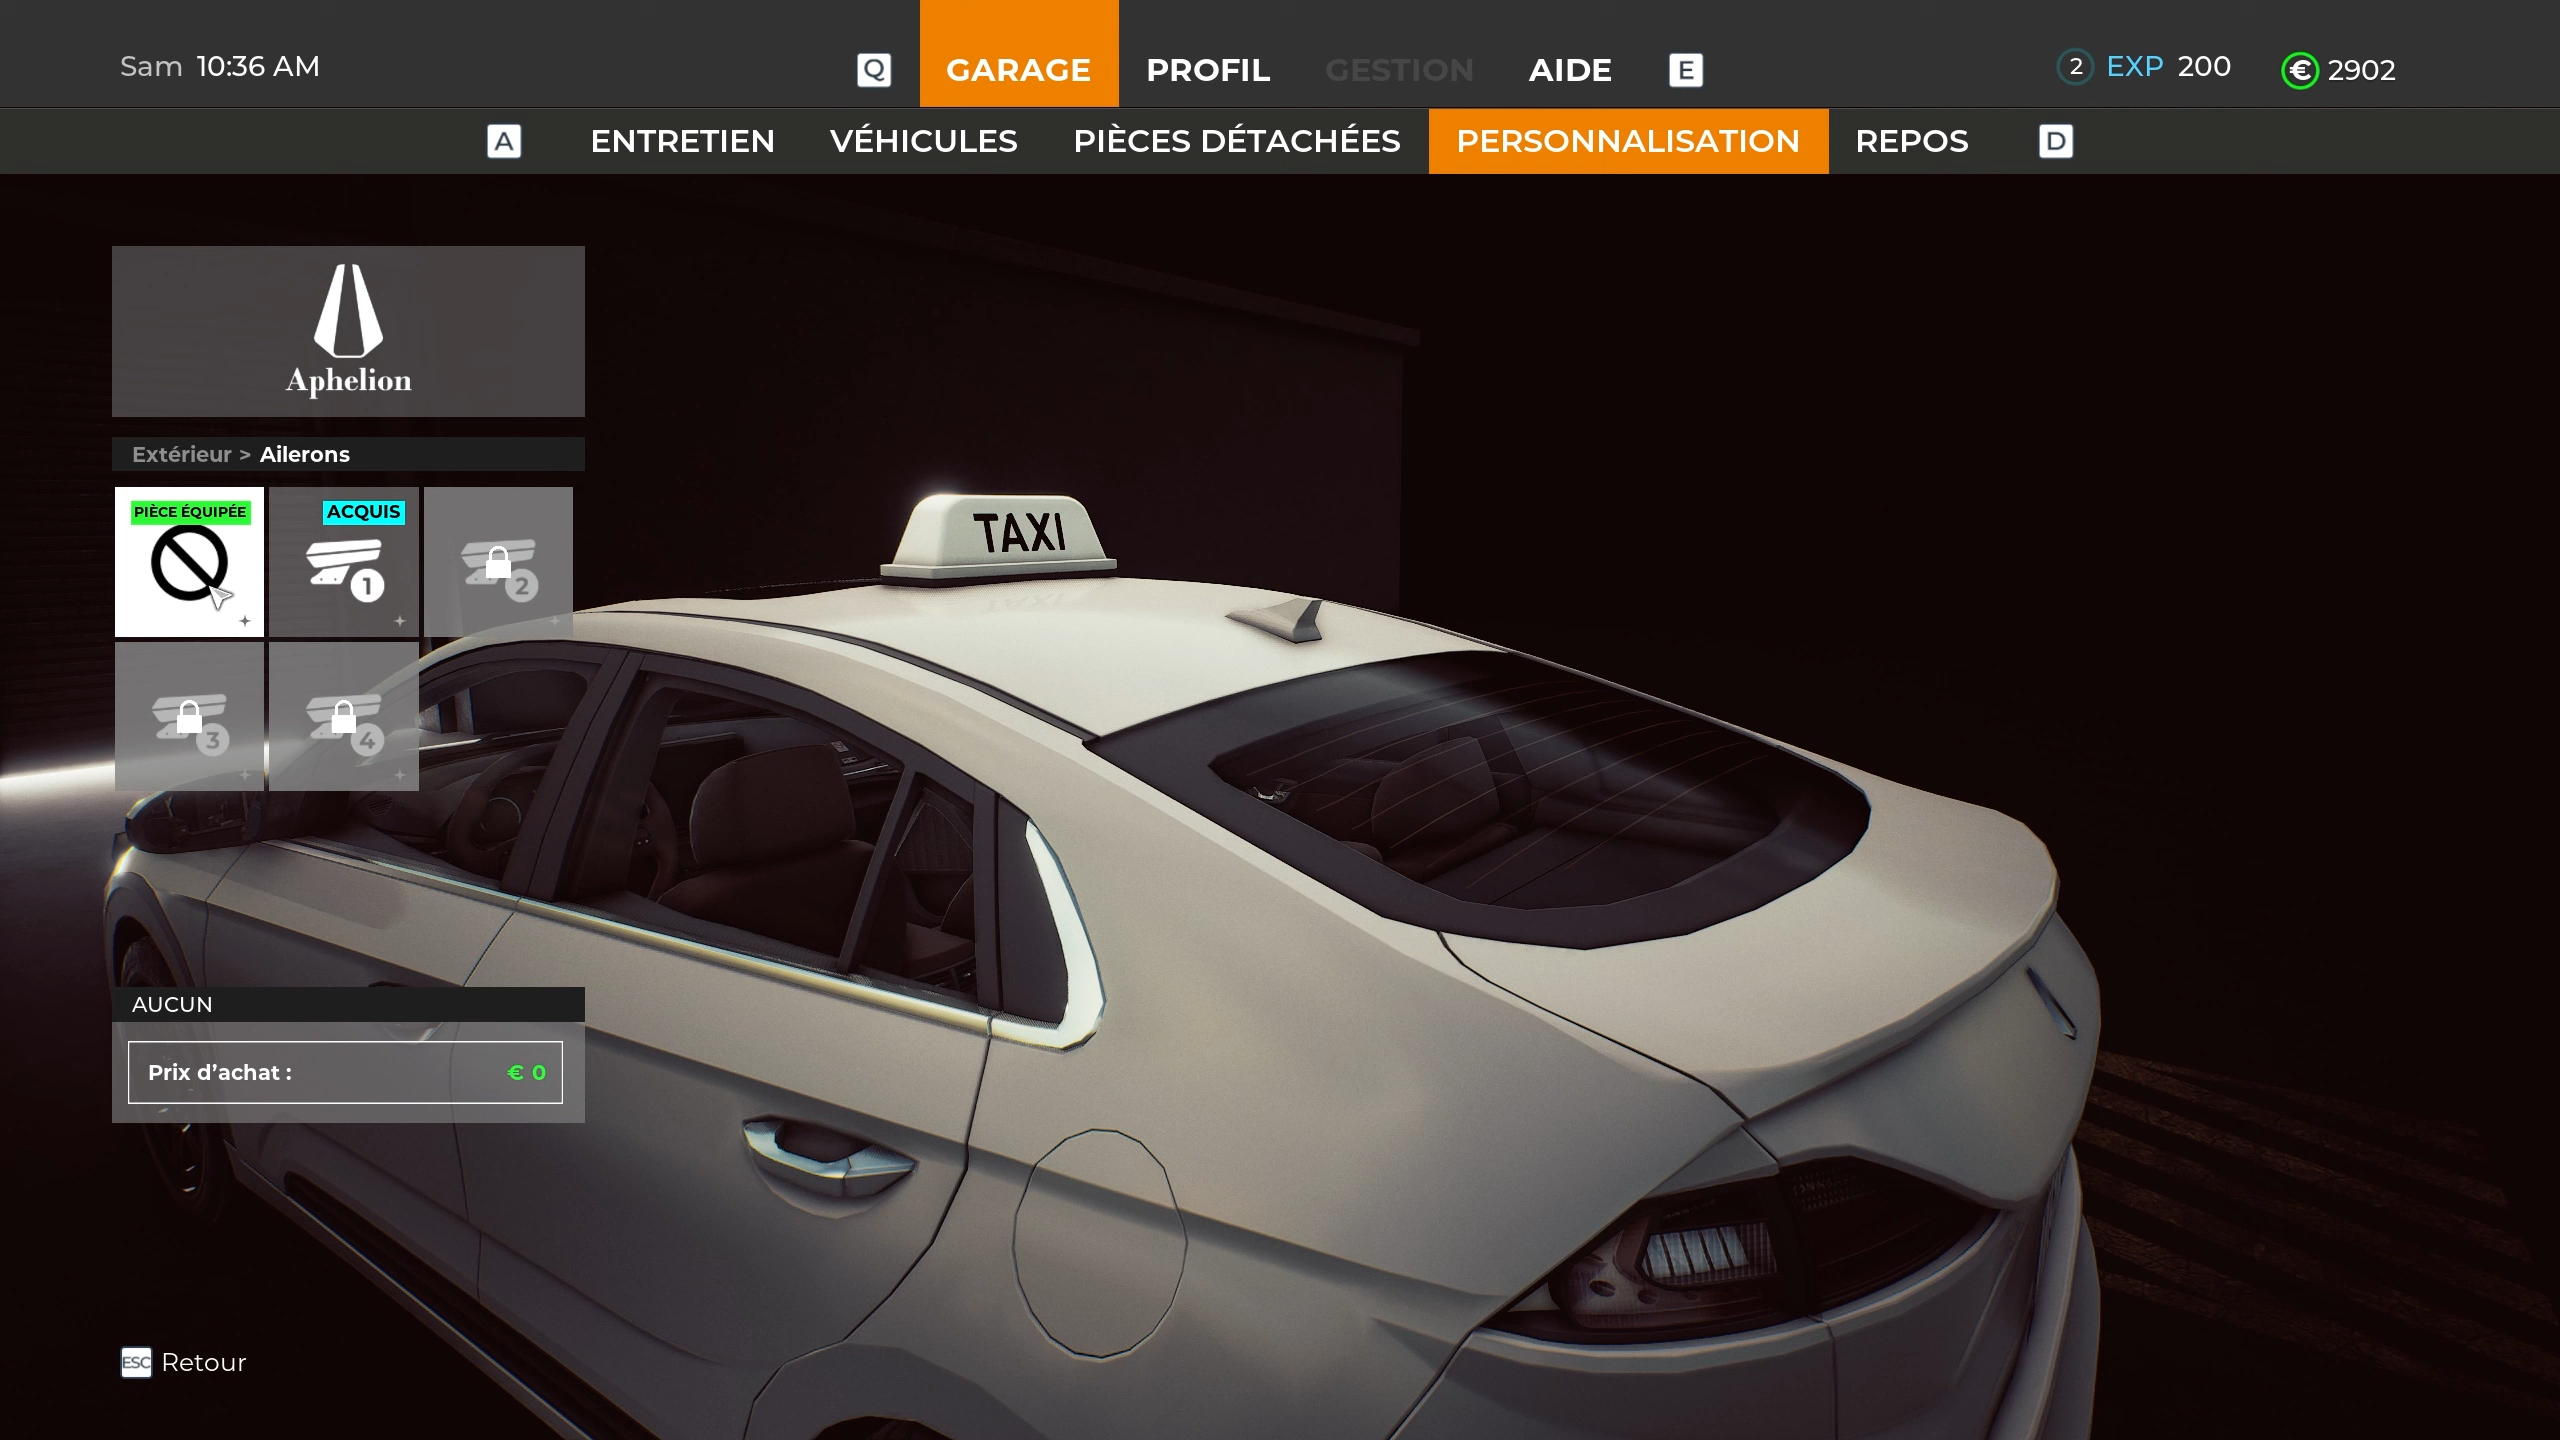 Sam 10:36 AM
Q GARAGE PROFIL GESTION AIDE E
2 EXP 200 € 2902
A ENTRETIEN VÉHICULES PIÈCES DÉTACHÉES PERSONNALISATION REPOS D
Aphelion
Extérieur > Ailerons
PIÈCE ÉQUIPÉE
ACQUIS
1
2
3
4
TAXI
AUCUN
Prix d’achat : € 0
ESC Retour